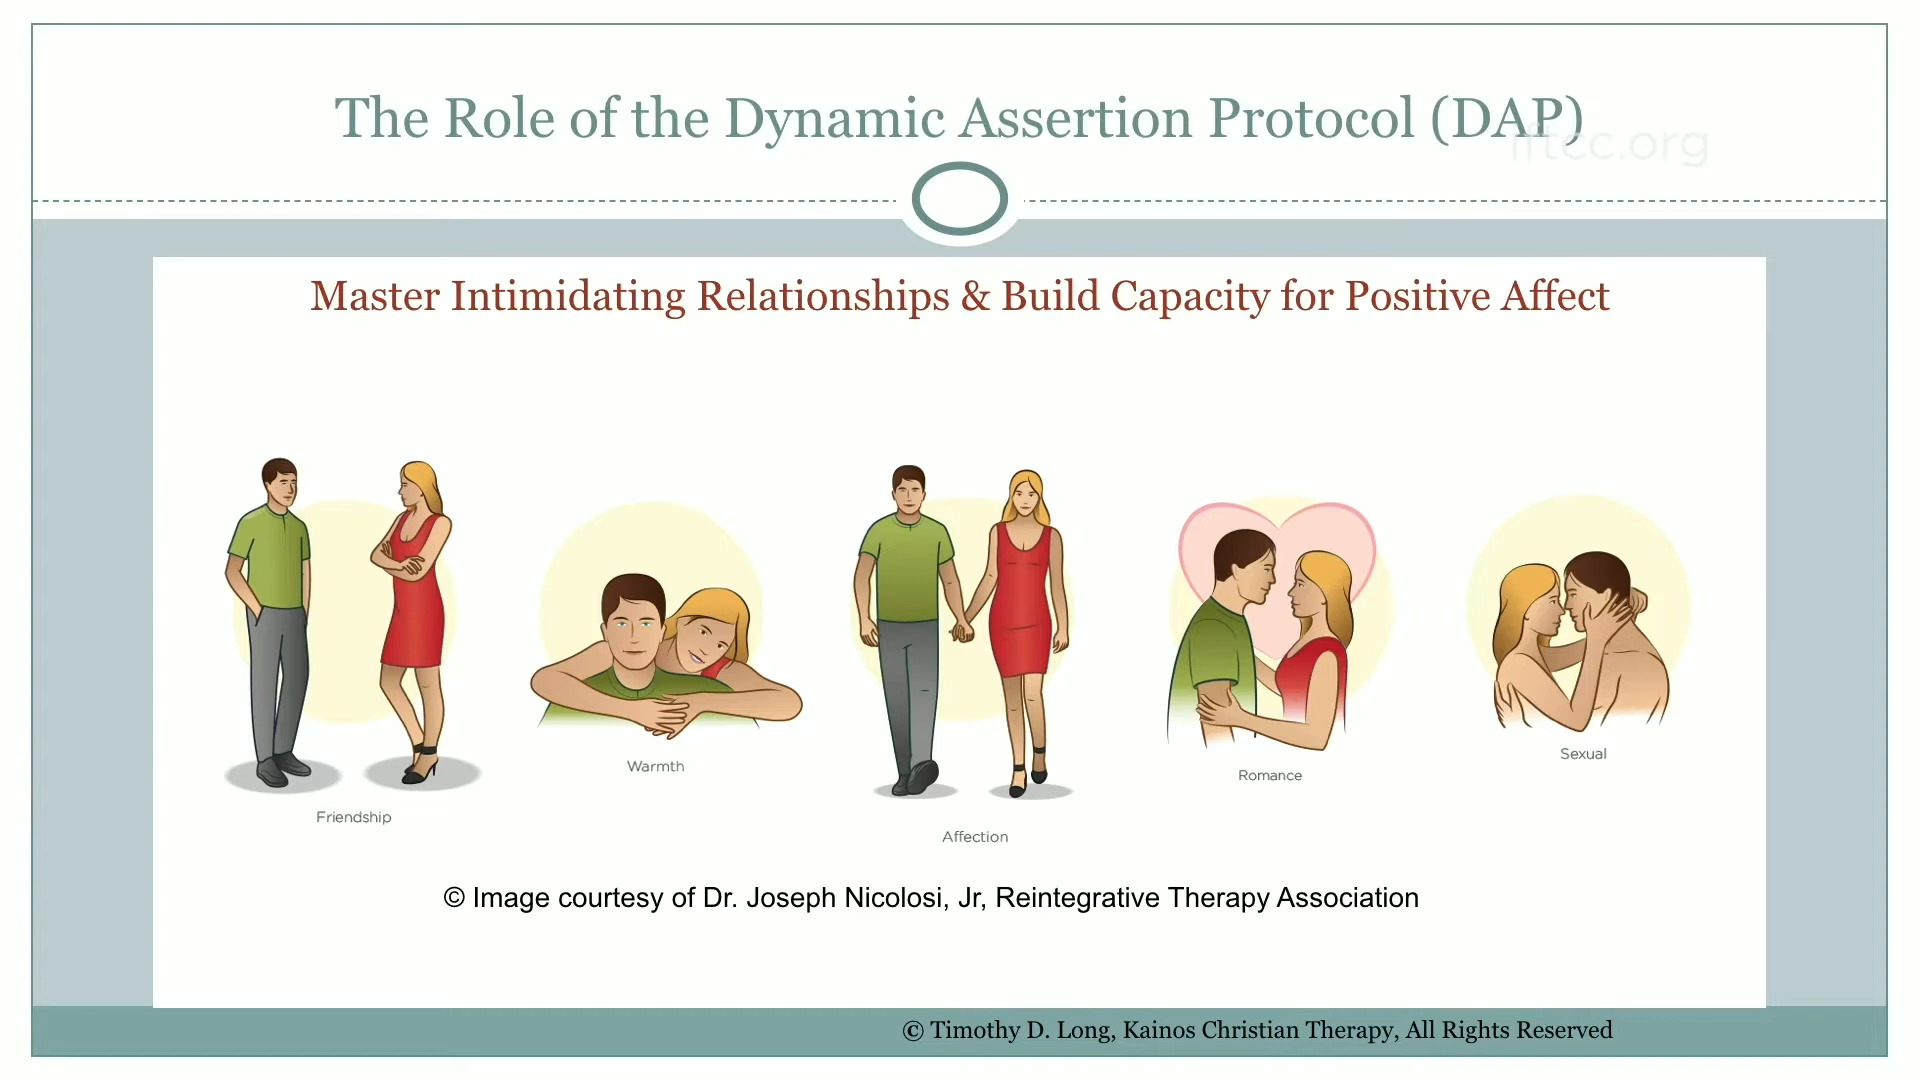 The Role of the Dynamic Assertion Protocol (DAP)
iftcc.org
Master Intimidating Relationships & Build Capacity for Positive Affect
Friendship
Warmth
Affection
Romance
Sexual
© Image courtesy of Dr. Joseph Nicolosi, Jr, Reintegrative Therapy Association
© Timothy D. Long, Kainos Christian Therapy, All Rights Reserved